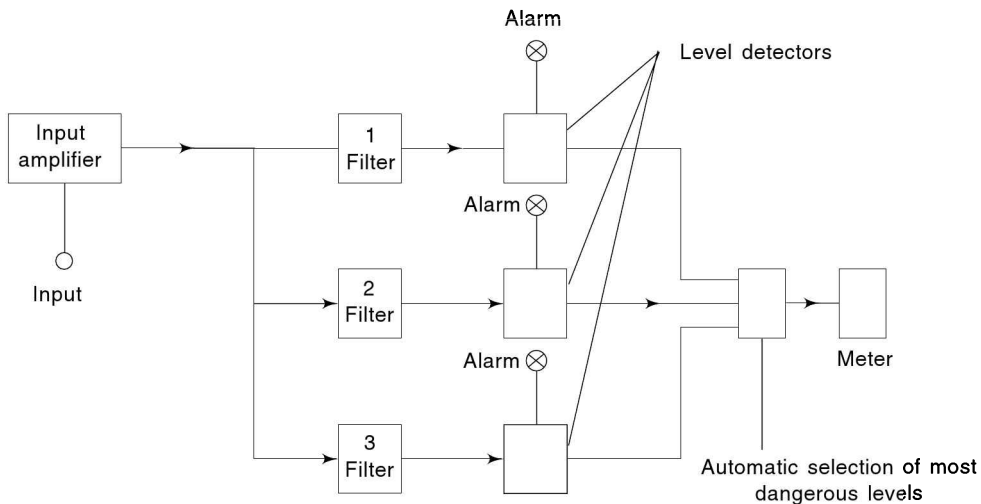 Alarm
Level detectors
Input
amplifier
1
Filter
Alarm
Input
2
Filter
Alarm
Meter
3
Filter
Automatic selection of most
dangerous levels